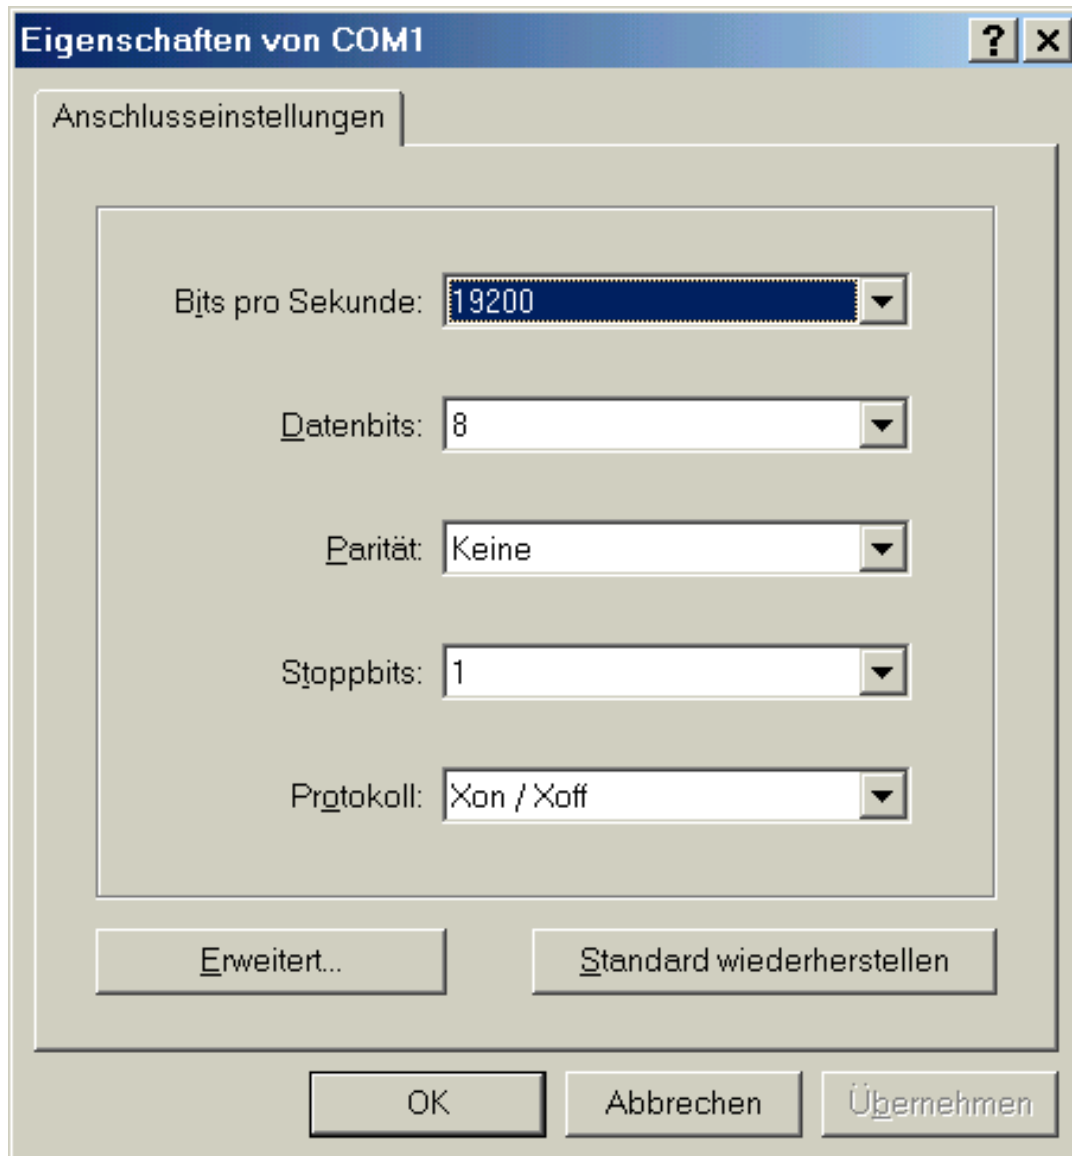 Eigenschaften von COM1
Anschlusseinstellungen
Bits pro Sekunde: 19200
Datenbits: 8
Parität: Keine
Stoppbits: 1
Protokoll: Xon / Xoff
Erweitert... Standard wiederherstellen
OK Abbrechen Übernehmen